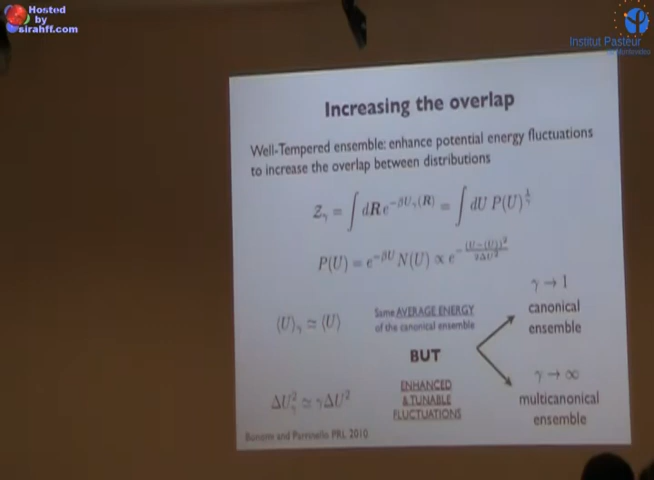 Hosted
by
sirahff.com
Institut Pasteur
de Montevideo
Increasing the overlap
Well-Tempered ensemble: enhance potential energy fluctuations
to increase the overlap between distributions
Z_γ = ∫ dR e^{-βU_γ(R)} = ∫ dU P(U)^{1/γ}
P(U) = e^{-βU} N(U) ∝ e^{-(U-⟨U⟩)²/2ΔU²}
⟨U⟩_γ ≃ ⟨U⟩
Same AVERAGE ENERGY
of the canonical ensemble
BUT
ΔU²_γ ≃ γΔU²
ENHANCED
& TUNABLE
FLUCTUATIONS
γ → 1
canonical
ensemble
γ → ∞
multicanonical
ensemble
Bonomi and Parrinello PRL 2010